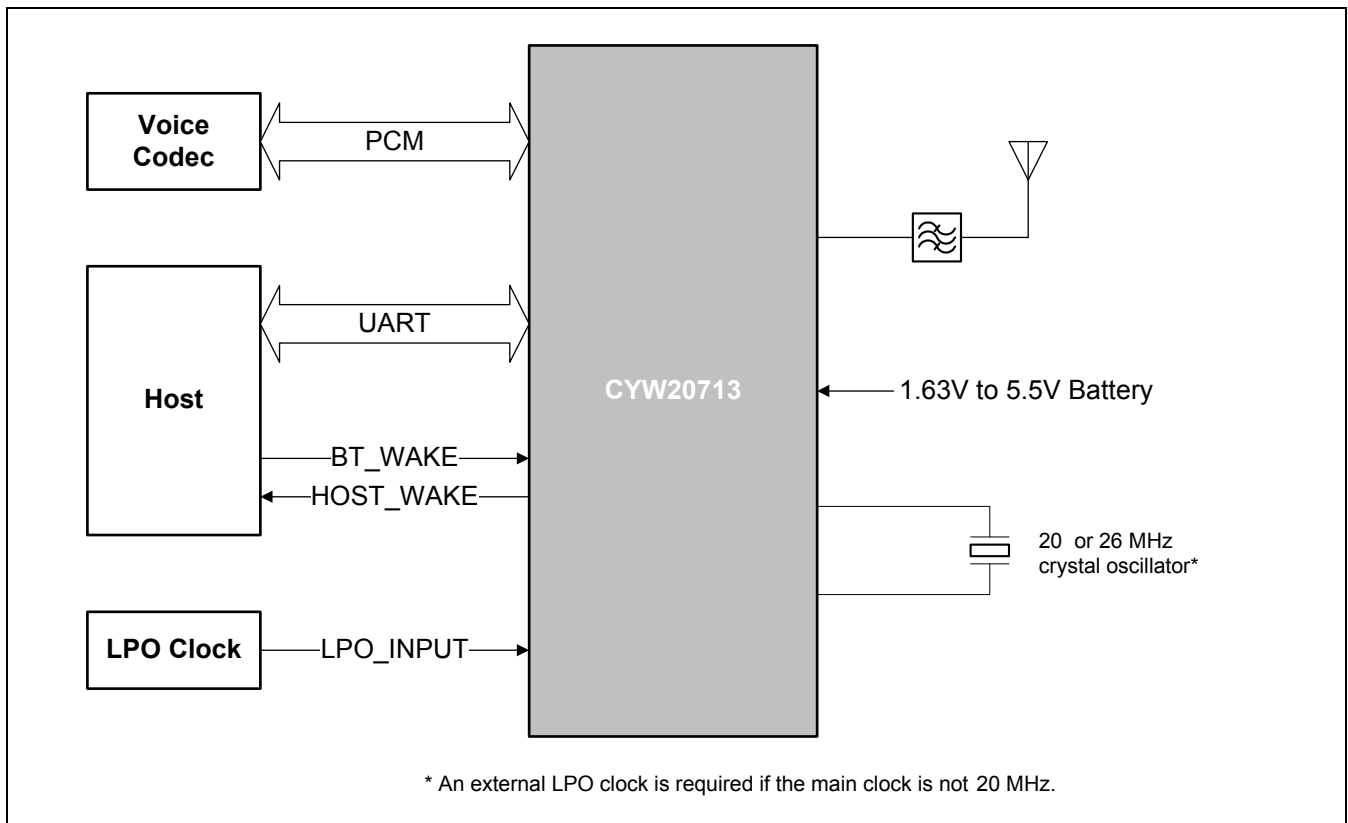 Voice
Codec
PCM
Host
UART
BT_WAKE
HOST_WAKE
LPO Clock
LPO_INPUT
CYW20713
1.63V to 5.5V Battery
20 or 26 MHz
crystal oscillator*
* An external LPO clock is required if the main clock is not 20 MHz.